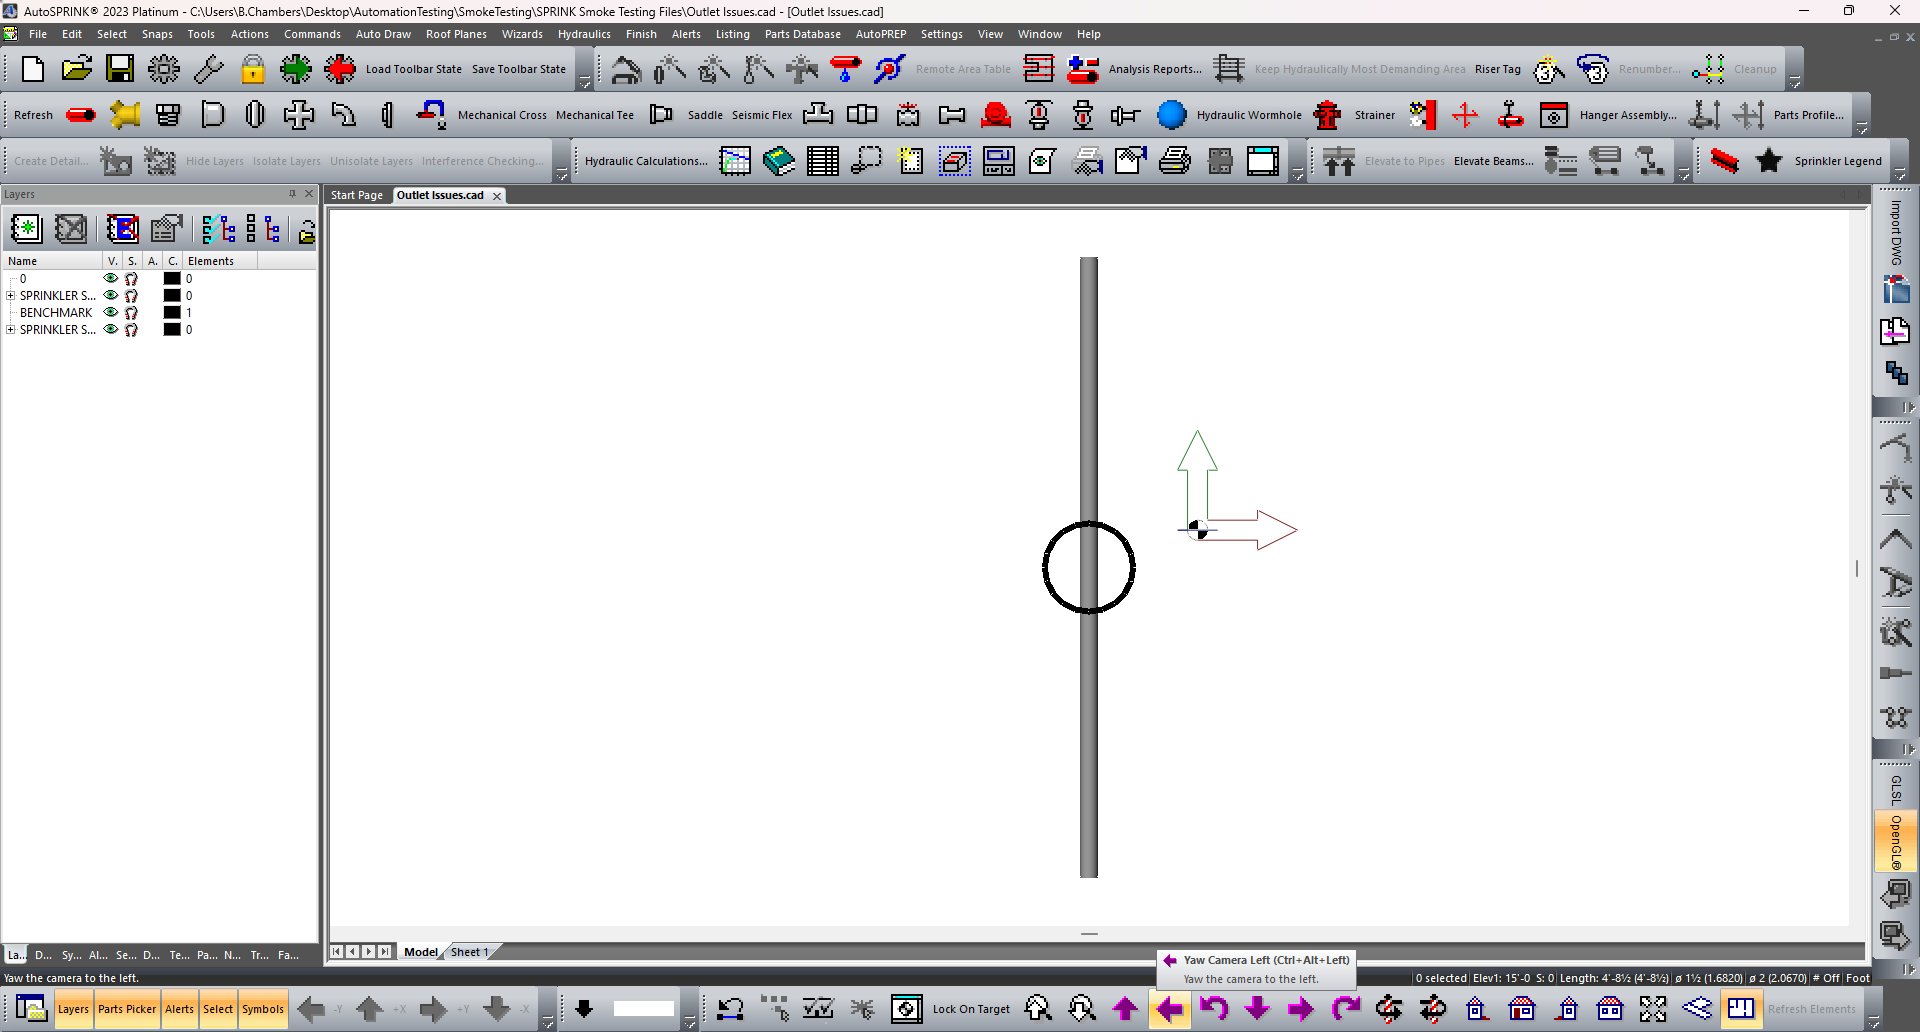 AutoSPRINK® 2023 Platinum - C:\Users\B.Chambers\Desktop\AutomationTesting\SmokeTesting\SPRINK Smoke Testing Files\Outlet Issues.cad - [Outlet Issues.cad]
File Edit Select Snaps Tools Actions Commands Auto Draw Roof Planes Wizards Hydraulics Finish Alerts Listing Parts Database AutoPREP Settings View Window Help
Load Toolbar State Save Toolbar State Remote Area Table Analysis Reports... Keep Hydraulically Most Demanding Area Riser Tag Renumber... Cleanup
Refresh Mechanical Cross Mechanical Tee Saddle Seismic Flex Hydraulic Wormhole Strainer Hanger Assembly... Parts Profile...
Create Detail... Hide Layers Isolate Layers Unisolate Layers Interference Checking... Hydraulic Calculations... Elevate to Pipes Elevate Beams... Sprinkler Legend
Layers
Start Page Outlet Issues.cad
Import DWG
Name V. S. A. C. Elements
0 0
SPRINKLER S... 0
BENCHMARK 1
SPRINKLER S... 0
GLSL
OpenGL®
La... D... Sy... Al... Se... D... Te... Pa... N... Tr... Fa...
Model Sheet 1
Yaw Camera Left (Ctrl+Alt+Left)
Yaw the camera to the left.
Yaw the camera to the left.
0 selected Elev1: 15'-0 S: 0 Length: 4'-8½ (4'-8½) ø 1½ (1.6820) ø 2 (2.0670) # Off Foot
Layers Parts Picker Alerts Select Symbols -Y +X +Y -X Lock On Target Refresh Elements